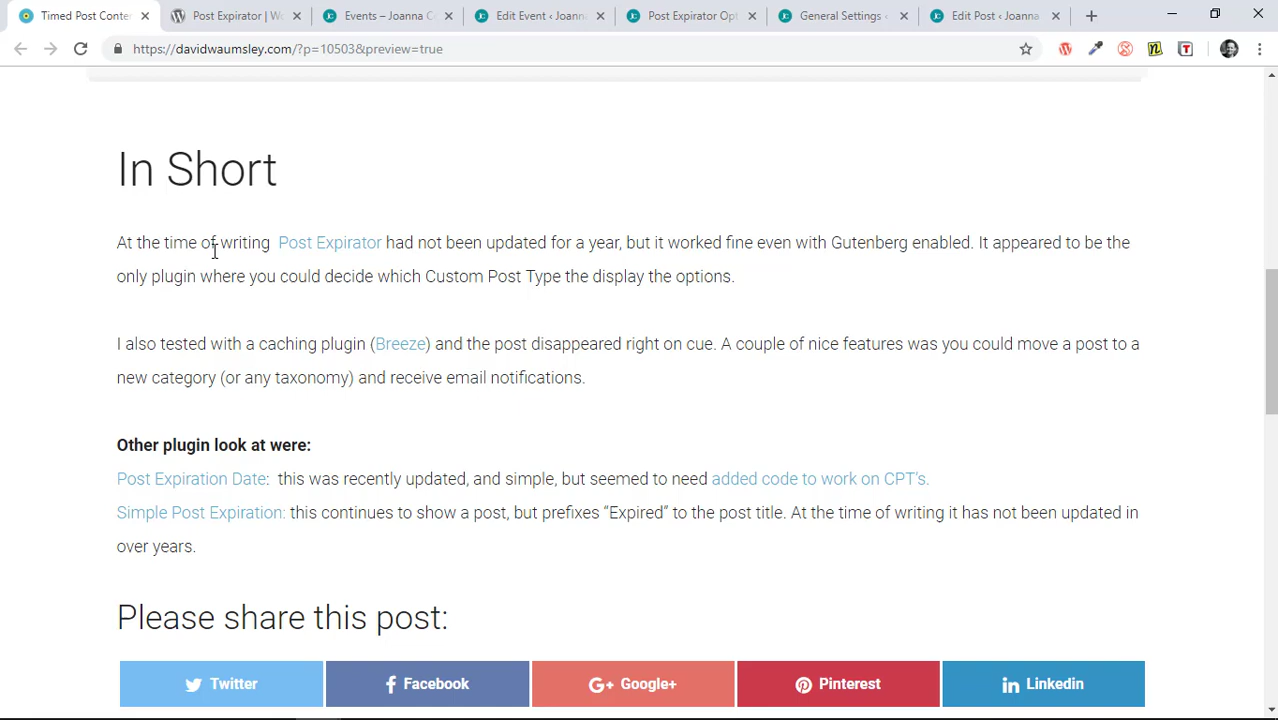 Timed Post Conte
Post Expirator | Wo
Events – Joanna C
Edit Event ‹ Joanna
Post Expirator Opt
General Settings ‹
Edit Post ‹ Joanna
https://davidwaumsley.com/?p=10503&preview=true
In Short
At the time of writing Post Expirator had not been updated for a year, but it worked fine even with Gutenberg enabled. It appeared to be the
only plugin where you could decide which Custom Post Type the display the options.
I also tested with a caching plugin (Breeze) and the post disappeared right on cue. A couple of nice features was you could move a post to a
new category (or any taxonomy) and receive email notifications.
Other plugin look at were:
Post Expiration Date: this was recently updated, and simple, but seemed to need added code to work on CPT’s.
Simple Post Expiration: this continues to show a post, but prefixes “Expired” to the post title. At the time of writing it has not been updated in
over years.
Please share this post:
Twitter
Facebook
G+ Google+
Pinterest
in Linkedin